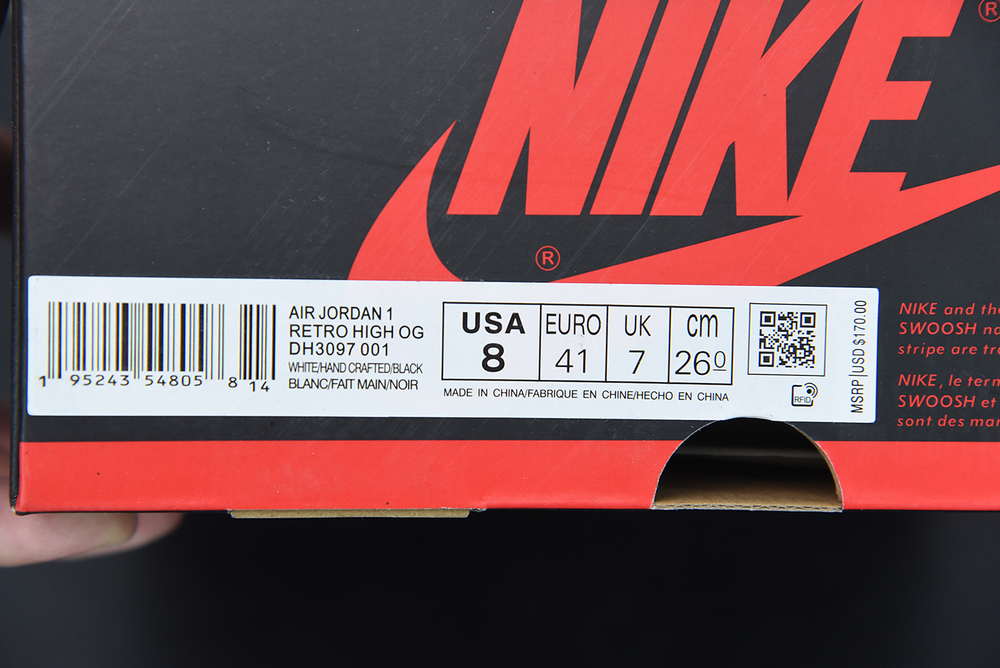 NIKE
®
®
AIR JORDAN 1
RETRO HIGH OG
DH3097 001
WHITE/HAND CRAFTED/BLACK
BLANC/FAIT MAIN/NOIR
1 95243 54805 8 14
USA EURO UK cm
8 41 7 260
MADE IN CHINA/FABRIQUE EN CHINE/HECHO EN CHINA
RFID
MSRP|USD $170.00
NIKE and the
SWOOSH na
stripe are tra
NIKE, le term
SWOOSH et
sont des mar